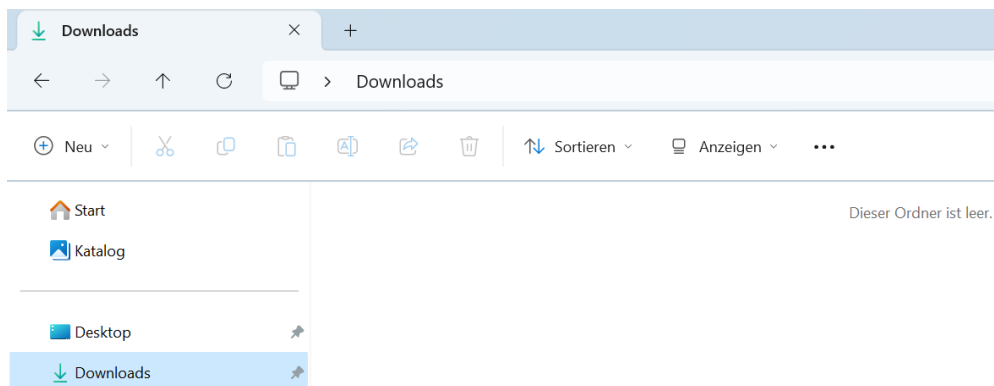 Downloads
Downloads
Neu Sortieren Anzeigen
Start
Dieser Ordner ist leer.
Katalog
Desktop
Downloads